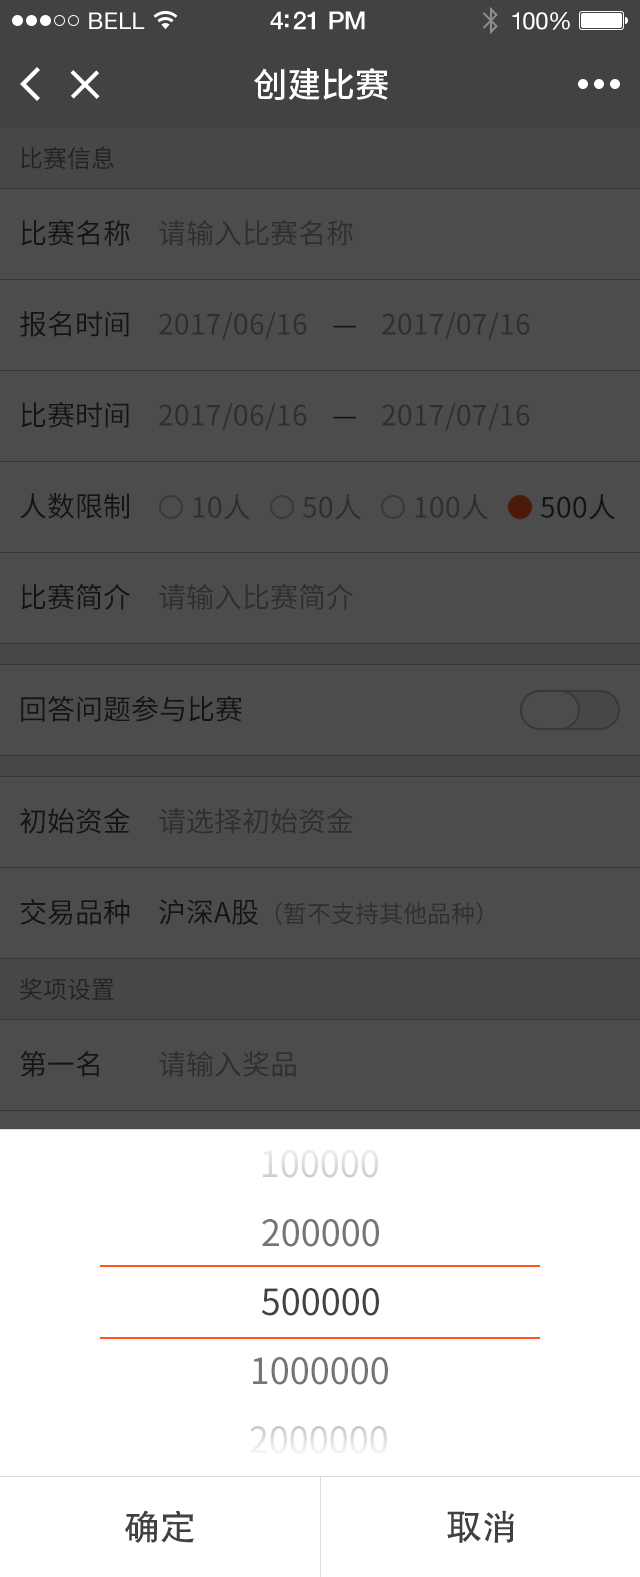 BELL 4:21 PM 100%
创建比赛
比赛信息
比赛名称 请输入比赛名称
报名时间 2017/06/16 — 2017/07/16
比赛时间 2017/06/16 — 2017/07/16
人数限制 10人 50人 100人 500人
比赛简介 请输入比赛简介
回答问题参与比赛
初始资金 请选择初始资金
交易品种 沪深A股（暂不支持其他品种）
奖项设置
第一名 请输入奖品
100000
200000
500000
1000000
2000000
确定 取消